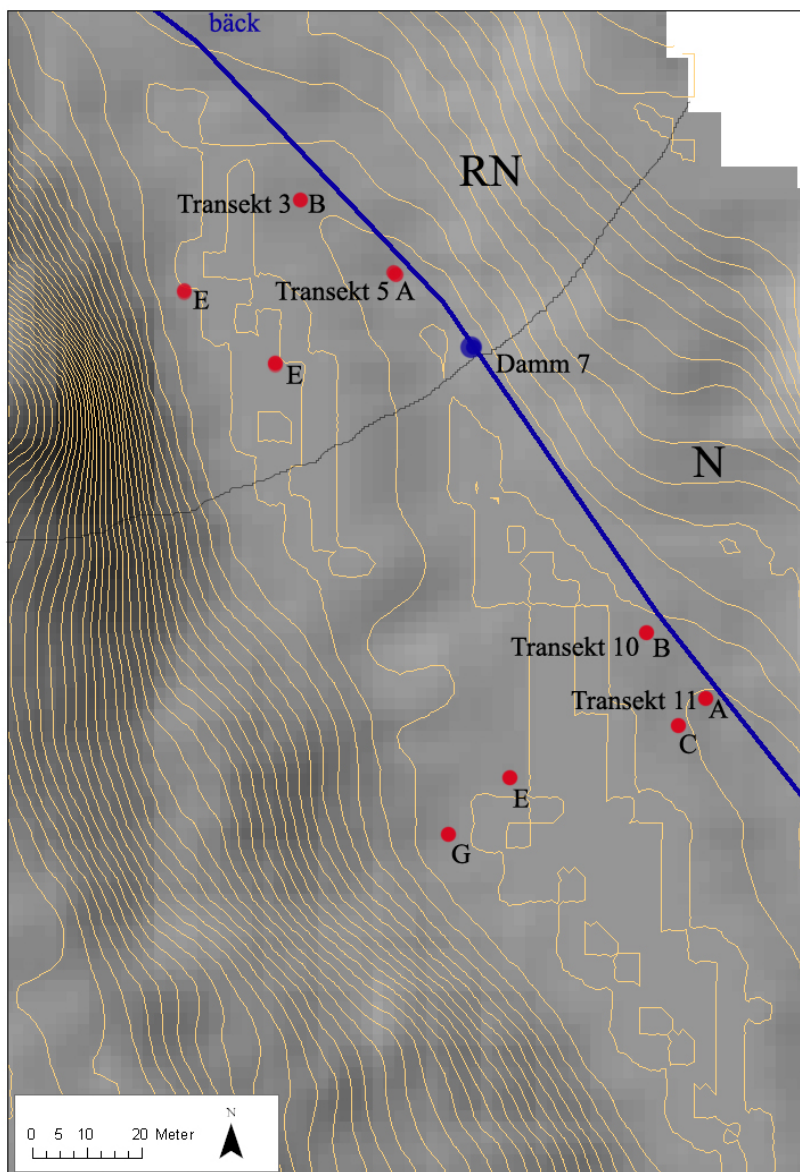 bäck
RN
Transekt 3 B
Transekt 5 A
E
Damm 7
E
N
Transekt 10 B
Transekt 11 A
C
E
G
N
0 5 10 20 Meter